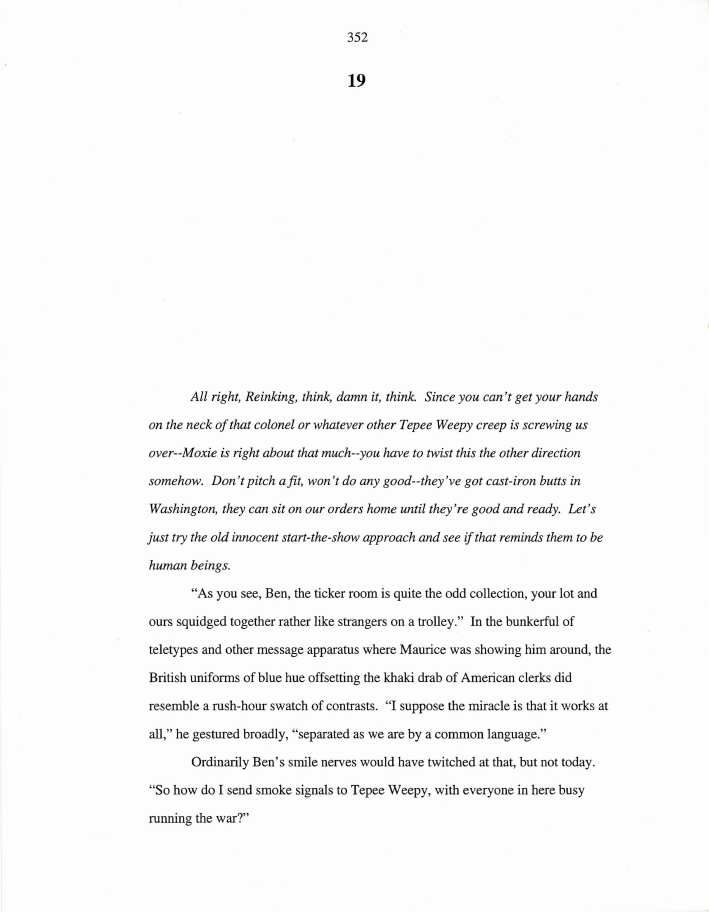 352
19
All right, Reinking, think, damn it, think.  Since you can't get your hands
on the neck of that colonel or whatever other Tepee Weepy creep is screwing us
over--Moxie is right about that much--you have to twist this the other direction
somehow.  Don't pitch a fit, won't do any good--they've got cast-iron butts in
Washington, they can sit on our orders home until they're good and ready.  Let's
just try the old innocent start-the-show approach and see if that reminds them to be
human beings.
“As you see, Ben, the ticker room is quite the odd collection, your lot and
ours squidged together rather like strangers on a trolley.”  In the bunkerful of
teletypes and other message apparatus where Maurice was showing him around, the
British uniforms of blue hue offsetting the khaki drab of American clerks did
resemble a rush-hour swatch of contrasts.  “I suppose the miracle is that it works at
all,” he gestured broadly, “separated as we are by a common language.”
Ordinarily Ben's smile nerves would have twitched at that, but not today.
“So how do I send smoke signals to Tepee Weepy, with everyone in here busy
running the war?”